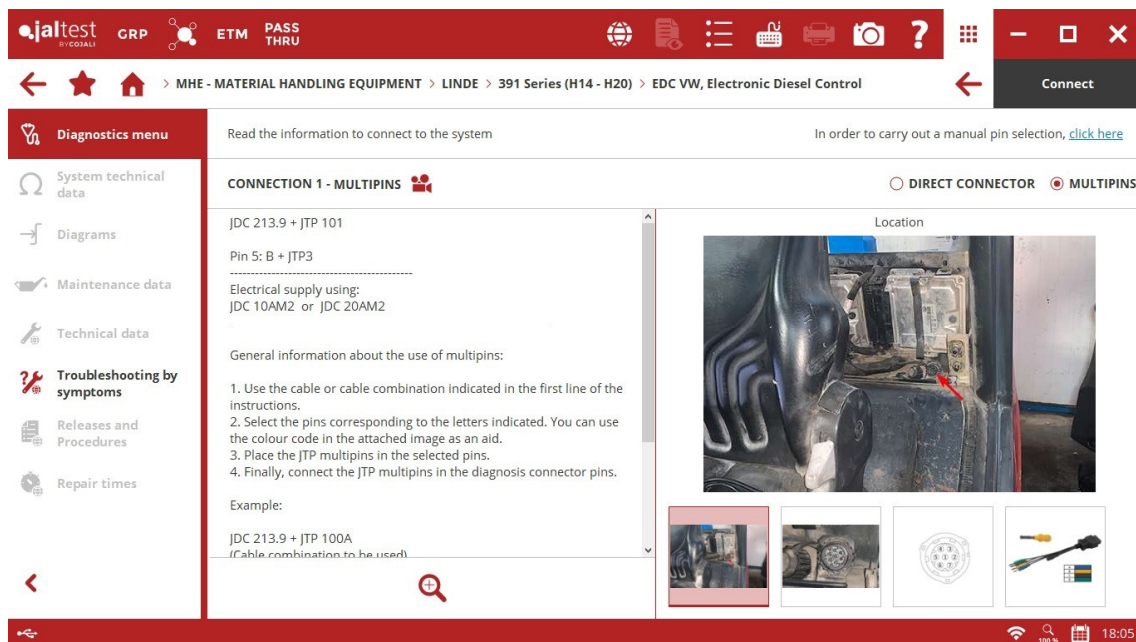 jaltest
BY COJALI
GRP
ETM
PASS
THRU
?
> MHE - MATERIAL HANDLING EQUIPMENT > LINDE > 391 Series (H14 - H20) > EDC VW, Electronic Diesel Control
Connect
Diagnostics menu
Read the information to connect to the system
In order to carry out a manual pin selection, click here
System technical
data
Diagrams
Maintenance data
Technical data
Troubleshooting by
symptoms
Releases and
Procedures
Repair times
CONNECTION 1 - MULTIPINS
DIRECT CONNECTOR
MULTIPINS
JDC 213.9 + JTP 101
Pin 5: B + JTP3
--------------------------------------------
Electrical supply using:
JDC 10AM2 or JDC 20AM2
General information about the use of multipins:
1. Use the cable or cable combination indicated in the first line of the
instructions.
2. Select the pins corresponding to the letters indicated. You can use
the colour code in the attached image as an aid.
3. Place the JTP multipins in the selected pins.
4. Finally, connect the JTP multipins in the diagnosis connector pins.
Example:
JDC 213.9 + JTP 100A
(Cable combination to be used)
Location
100 %
18:05